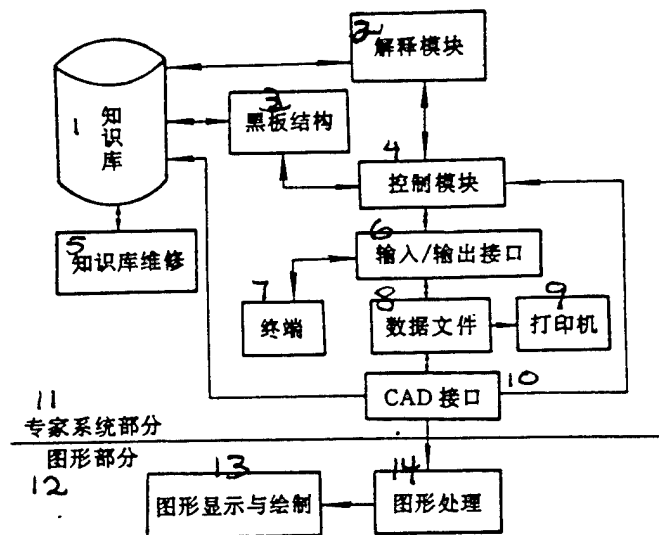 2
解释模块
1
知识库
3
黑板结构
4
控制模块
5
知识库维修
6
输入/输出接口
7
终端
8
数据文件
9
打印机
10
CAD 接口
11
专家系统部分
图形部分
12
13
图形显示与绘制
14
图形处理